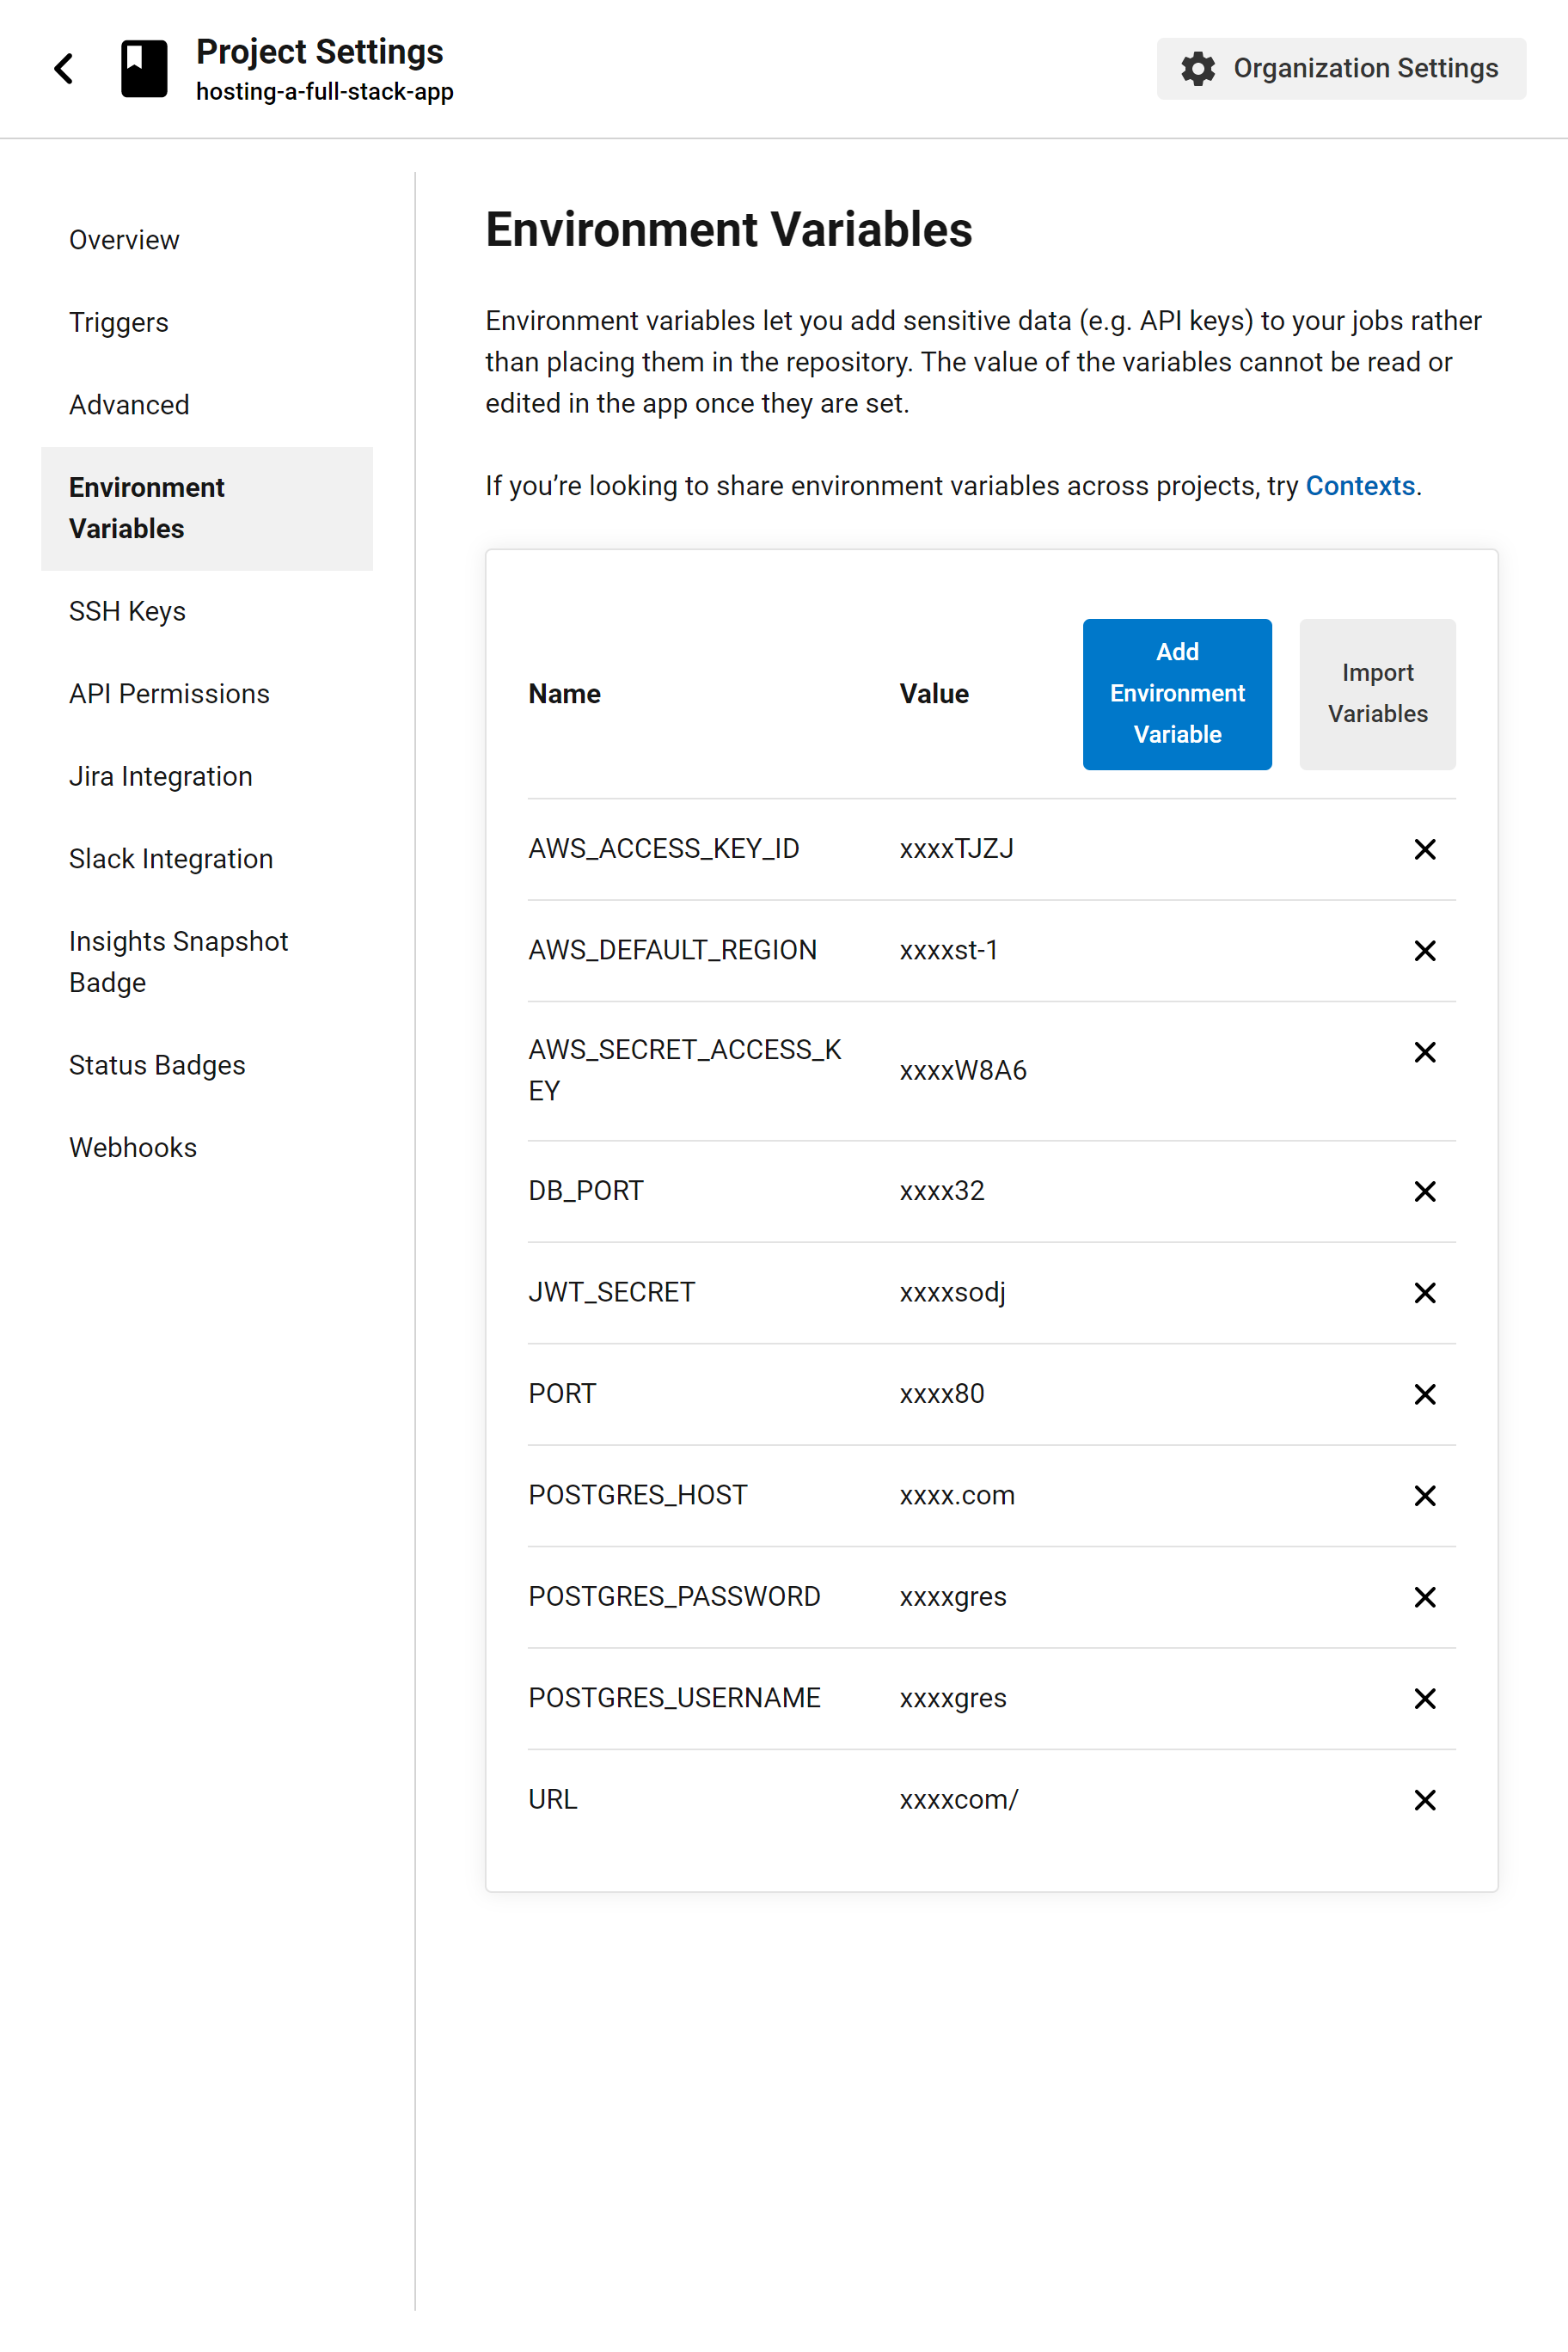 Project Settings
hosting-a-full-stack-app
Organization Settings
Overview
Triggers
Advanced
Environment
Variables
SSH Keys
API Permissions
Jira Integration
Slack Integration
Insights Snapshot
Badge
Status Badges
Webhooks
Environment Variables
Environment variables let you add sensitive data (e.g. API keys) to your jobs rather
than placing them in the repository. The value of the variables cannot be read or
edited in the app once they are set.
If you’re looking to share environment variables across projects, try Contexts.
Name
Value
Add
Environment
Variable
Import
Variables
AWS_ACCESS_KEY_ID xxxxTJZJ
AWS_DEFAULT_REGION xxxxst-1
AWS_SECRET_ACCESS_K
EY
xxxxW8A6
DB_PORT xxxx32
JWT_SECRET xxxxsodj
PORT xxxx80
POSTGRES_HOST xxxx.com
POSTGRES_PASSWORD xxxxgres
POSTGRES_USERNAME xxxxgres
URL xxxxcom/